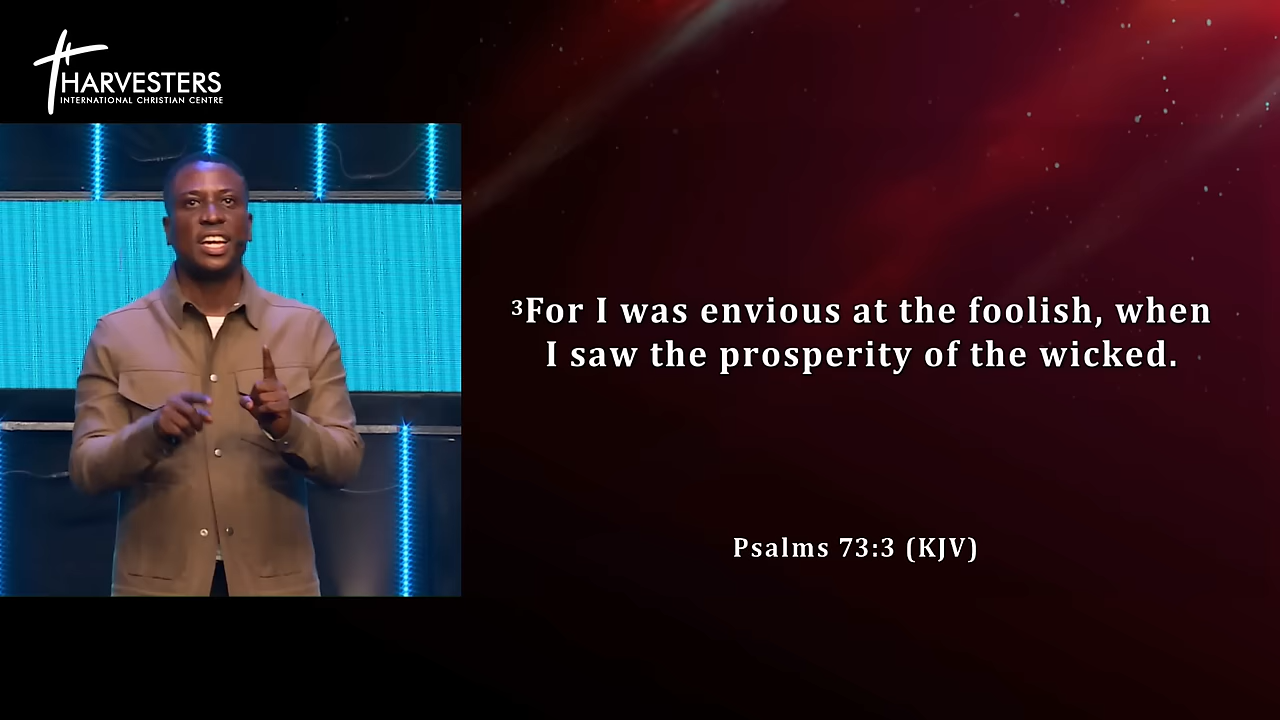 HARVESTERS
INTERNATIONAL CHRISTIAN CENTRE
³For I was envious at the foolish, when
I saw the prosperity of the wicked.
Psalms 73:3 (KJV)